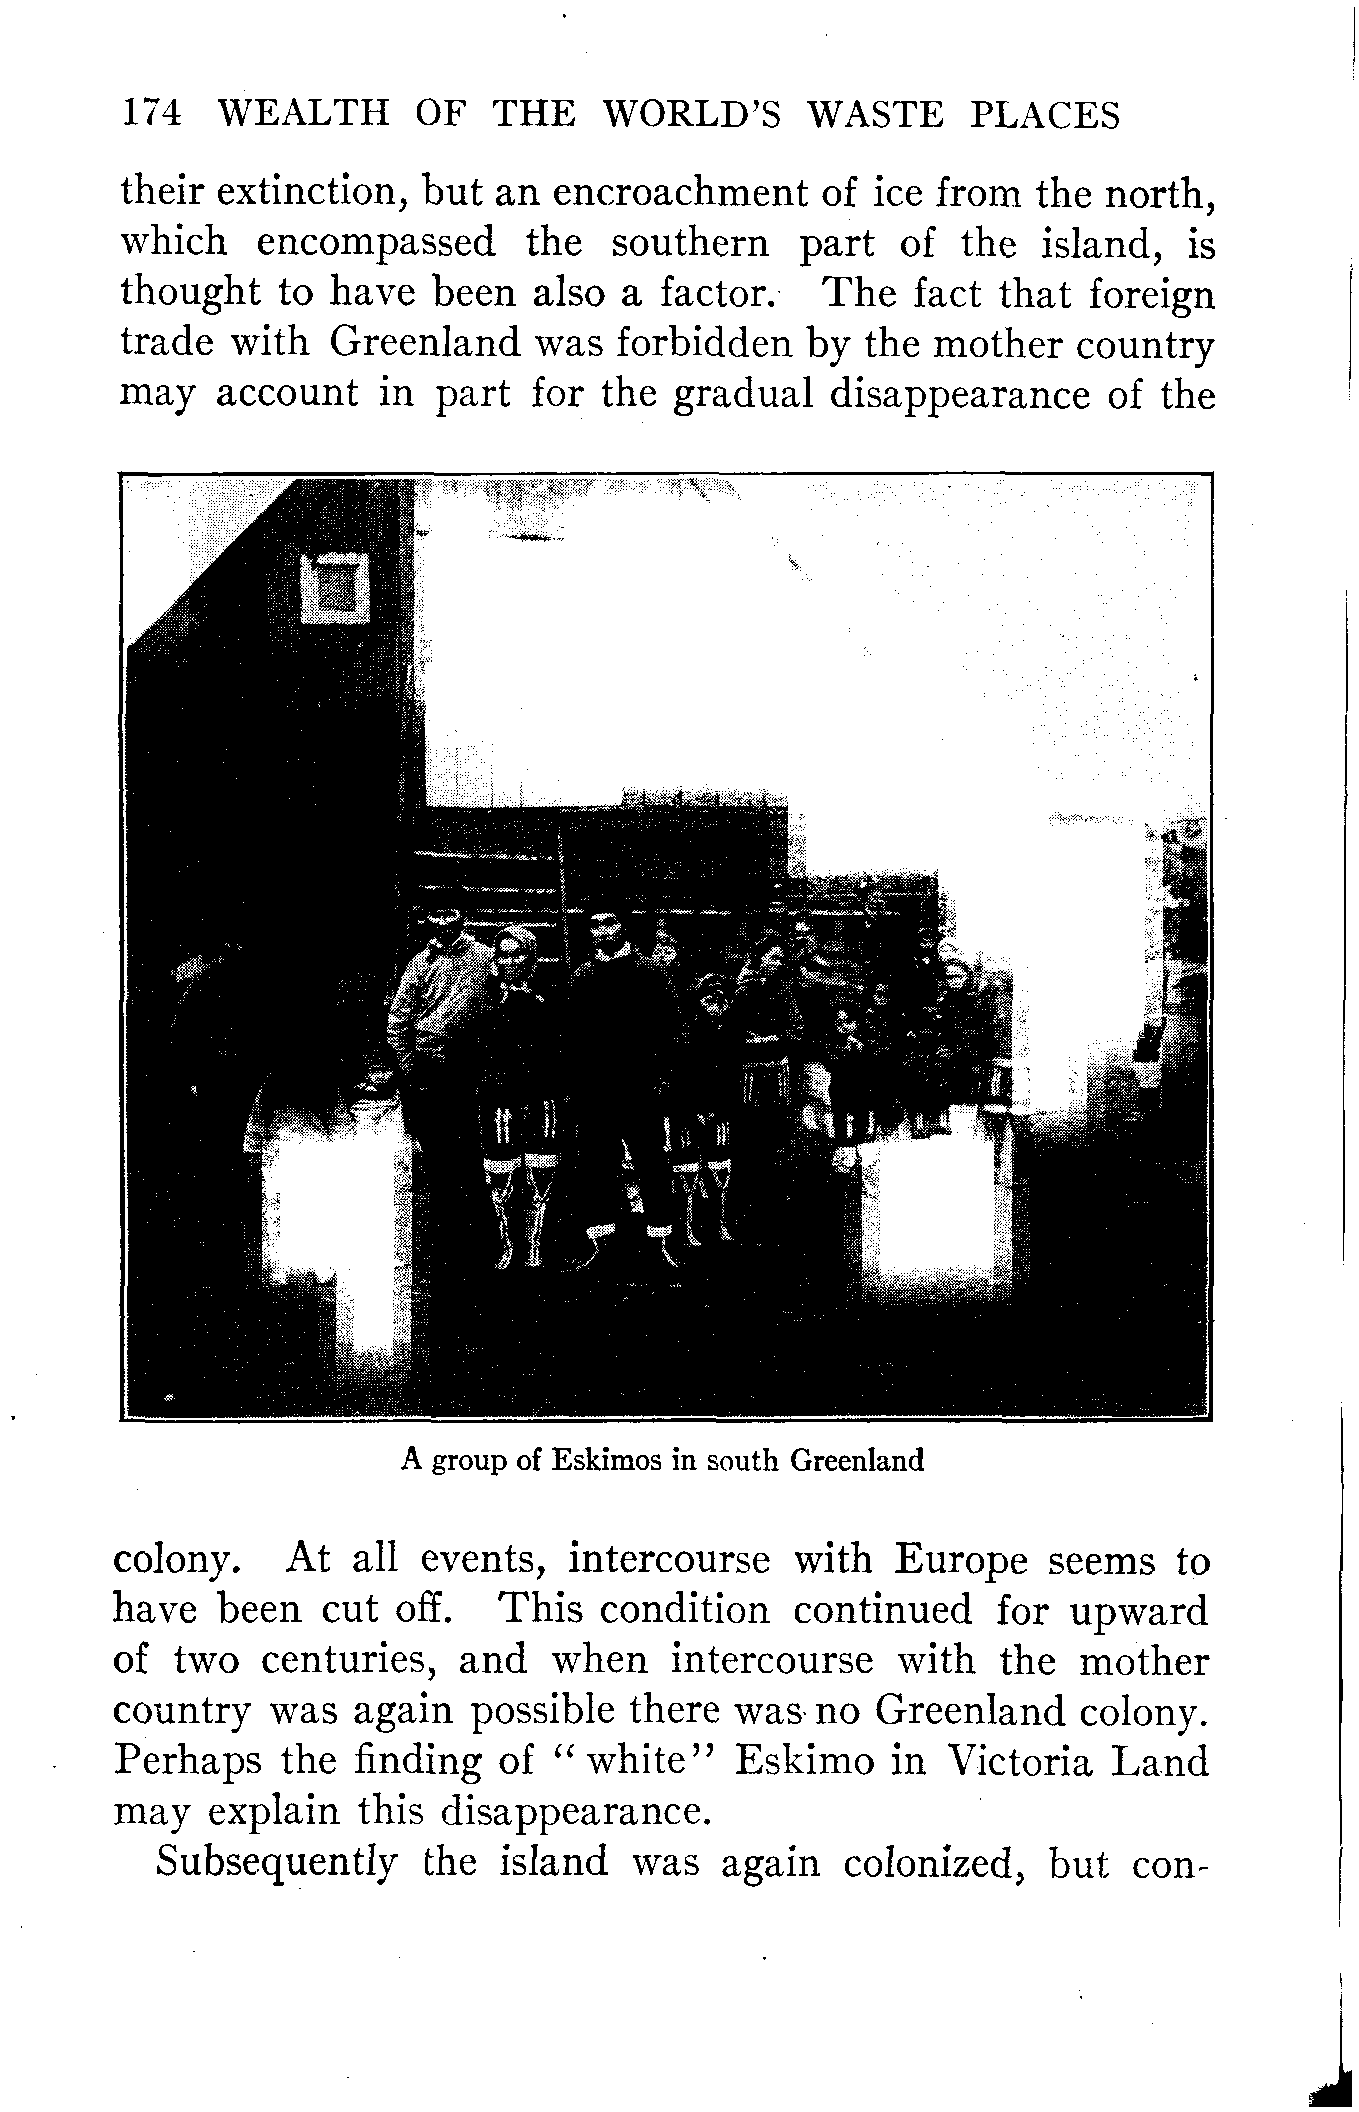 174 WEALTH OF THE WORLD'S WASTE PLACES
their extinction, but an encroachment of ice from the north,
which encompassed the southern part of the island, is
thought to have been also a factor. The fact that foreign
trade with Greenland was forbidden by the mother country
may account in part for the gradual disappearance of the
A group of Eskimos in south Greenland
colony. At all events, intercourse with Europe seems to
have been cut off. This condition continued for upward
of two centuries, and when intercourse with the mother
country was again possible there was no Greenland colony.
Perhaps the finding of “white” Eskimo in Victoria Land
may explain this disappearance.
Subsequently the island was again colonized, but con-